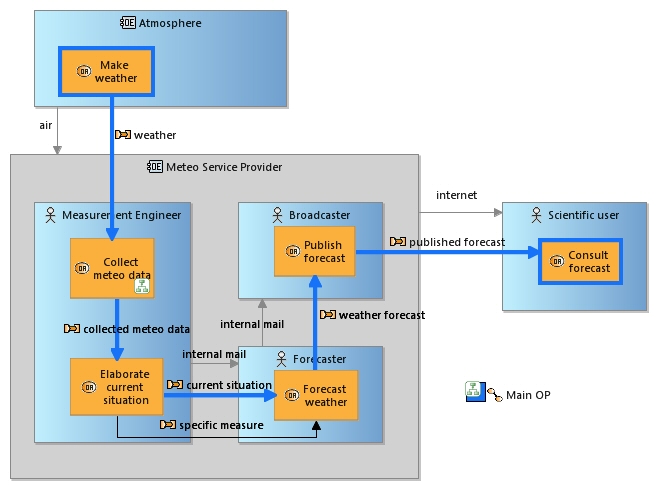 OE Atmosphere
OA Make
weather
air
weather
OE Meteo Service Provider
internet
Measurement Engineer
Broadcaster
Scientific user
OA Collect
meteo data
OA Publish
forecast
published forecast
OA Consult
forecast
collected meteo data
internal mail
weather forecast
internal mail
Forecaster
OA Elaborate
current
situation
current situation
OA Forecast
weather
specific measure
Main OP